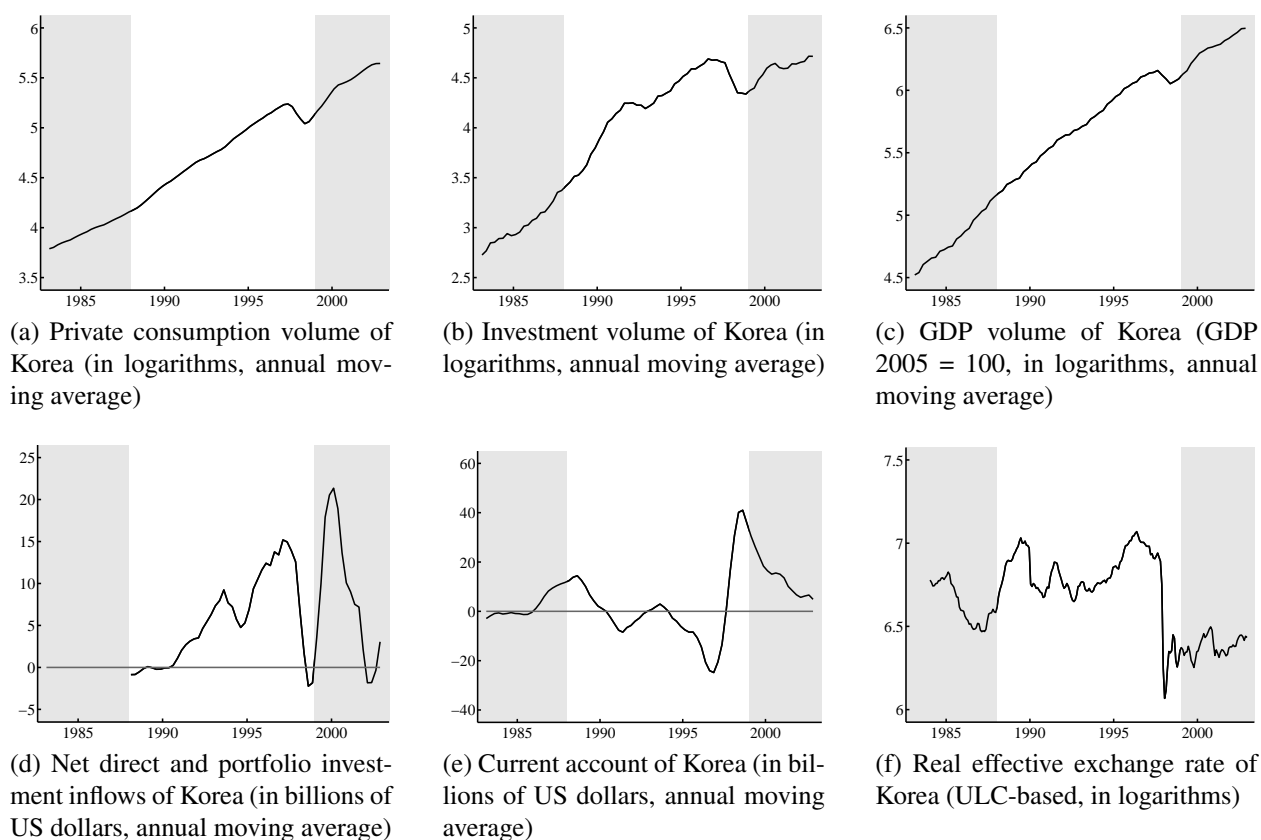 6
5.5
5
4.5
4
3.5
1985 1990 1995 2000
(a) Private consumption volume of
Korea (in logarithms, annual mov-
ing average)
5
4.5
4
3.5
3
2.5
1985 1990 1995 2000
(b) Investment volume of Korea (in
logarithms, annual moving average)
6.5
6
5.5
5
4.5
1985 1990 1995 2000
(c) GDP volume of Korea (GDP
2005 = 100, in logarithms, annual
moving average)
25
20
15
10
5
0
−5
1985 1990 1995 2000
(d) Net direct and portfolio invest-
ment inflows of Korea (in billions of
US dollars, annual moving average)
60
40
20
0
−20
−40
1985 1990 1995 2000
(e) Current account of Korea (in bil-
lions of US dollars, annual moving
average)
7.5
7
6.5
6
1985 1990 1995 2000
(f) Real effective exchange rate of
Korea (ULC-based, in logarithms)